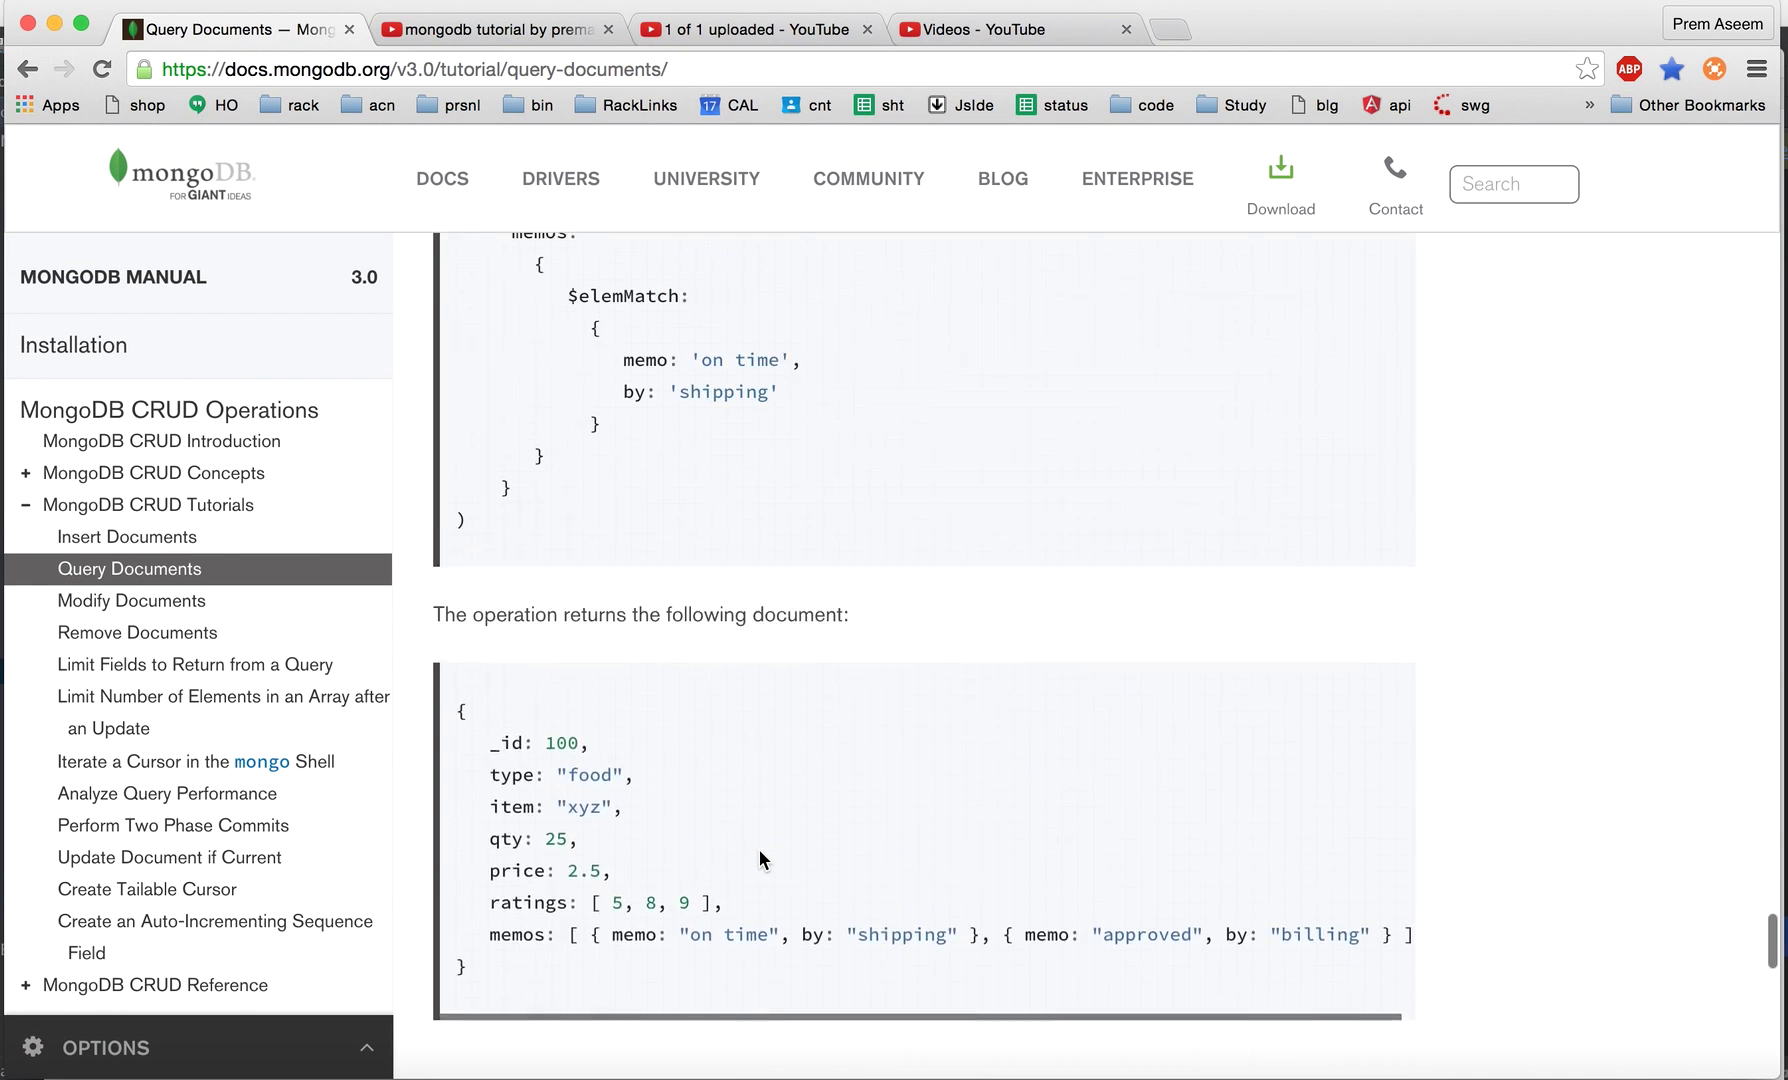 Query Documents — Mong
mongodb tutorial by prema
1 of 1 uploaded - YouTube
Videos - YouTube
Prem Aseem
https://docs.mongodb.org/v3.0/tutorial/query-documents/
ABP
Apps shop HO rack acn prsnl bin RackLinks 17 CAL cnt sht JsIde status code Study blg api swg » Other Bookmarks
mongoDB.
FOR GIANT IDEAS
DOCS DRIVERS UNIVERSITY COMMUNITY BLOG ENTERPRISE Download Contact Search
MONGODB MANUAL 3.0
Installation
MongoDB CRUD Operations
MongoDB CRUD Introduction
+ MongoDB CRUD Concepts
– MongoDB CRUD Tutorials
Insert Documents
Query Documents
Modify Documents
Remove Documents
Limit Fields to Return from a Query
Limit Number of Elements in an Array after
an Update
Iterate a Cursor in the mongo Shell
Analyze Query Performance
Perform Two Phase Commits
Update Document if Current
Create Tailable Cursor
Create an Auto-Incrementing Sequence
Field
+ MongoDB CRUD Reference
OPTIONS
memos:
{
$elemMatch:
{
memo: 'on time',
by: 'shipping'
}
}
}
)
The operation returns the following document:
{
_id: 100,
type: "food",
item: "xyz",
qty: 25,
price: 2.5,
ratings: [ 5, 8, 9 ],
memos: [ { memo: "on time", by: "shipping" }, { memo: "approved", by: "billing" } ]
}